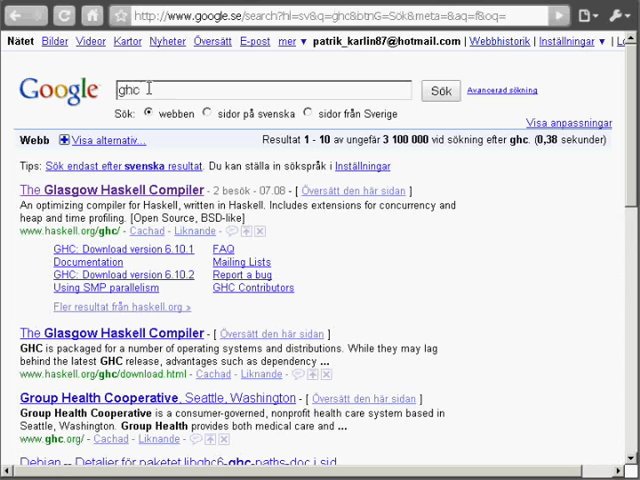 http://www.google.se/search?hl=sv&q=ghc&btnG=Sök&meta=&aq=f&oq=
Nätet Bilder Videor Kartor Nyheter Översätt E-post mer ▼ patrik_karlin87@hotmail.com | Webbhistorik | Inställningar ▼ |
Google ghc Sök Avancerad sökning
Sök: webben sidor på svenska sidor från Sverige
Visa anpassningar
Webb Visa alternativ... Resultat 1 - 10 av ungefär 3 100 000 vid sökning efter ghc. (0,38 sekunder)
Tips: Sök endast efter svenska resultat. Du kan ställa in sökspråk i Inställningar
The Glasgow Haskell Compiler - 2 besök - 07.08 - [ Översätt den här sidan ]
An optimizing compiler for Haskell, written in Haskell. Includes extensions for concurrency and
heap and time profiling. [Open Source, BSD-like]
www.haskell.org/ghc/ - Cachad - Liknande -
GHC: Download version 6.10.1 FAQ
Documentation Mailing Lists
GHC: Download version 6.10.2 Report a bug
Using SMP parallelism GHC Contributors
Fler resultat från haskell.org »
The Glasgow Haskell Compiler - [ Översätt den här sidan ]
GHC is packaged for a number of operating systems and distributions. While they may lag
behind the latest GHC release, advantages such as dependency ...
www.haskell.org/ghc/download.html - Cachad - Liknande -
Group Health Cooperative, Seattle, Washington - [ Översätt den här sidan ]
Group Health Cooperative is a consumer-governed, nonprofit health care system based in
Seattle, Washington. Group Health provides both medical care and ...
www.ghc.org/ - Cachad - Liknande -
Debian -- Detaljer för paketet libghc6-ghc-paths-doc i sid